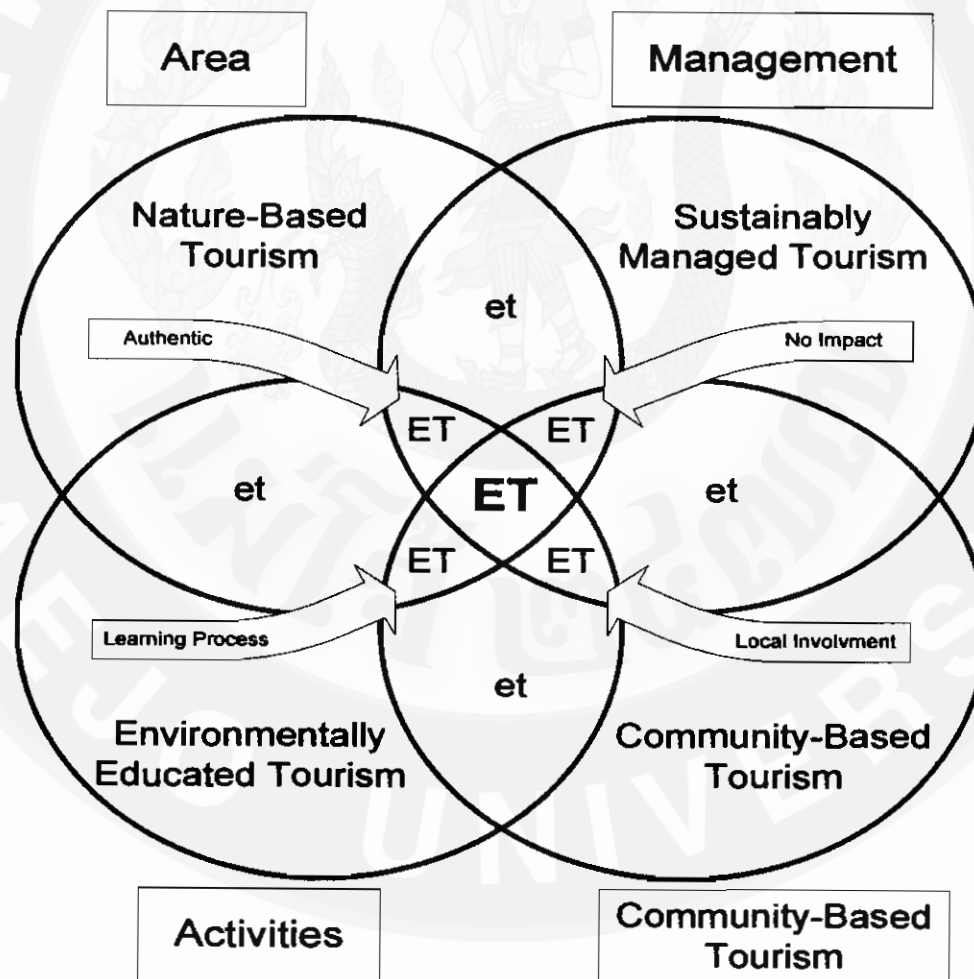 Area
Management
Nature-Based
Tourism
Sustainably
Managed Tourism
et
Authentic
No Impact
ET
ET
et
ET
et
ET
ET
Learning Process
Local Involvment
et
Environmentally
Educated Tourism
Community-Based
Tourism
UNIVERS
Activities
Community-Based
Tourism